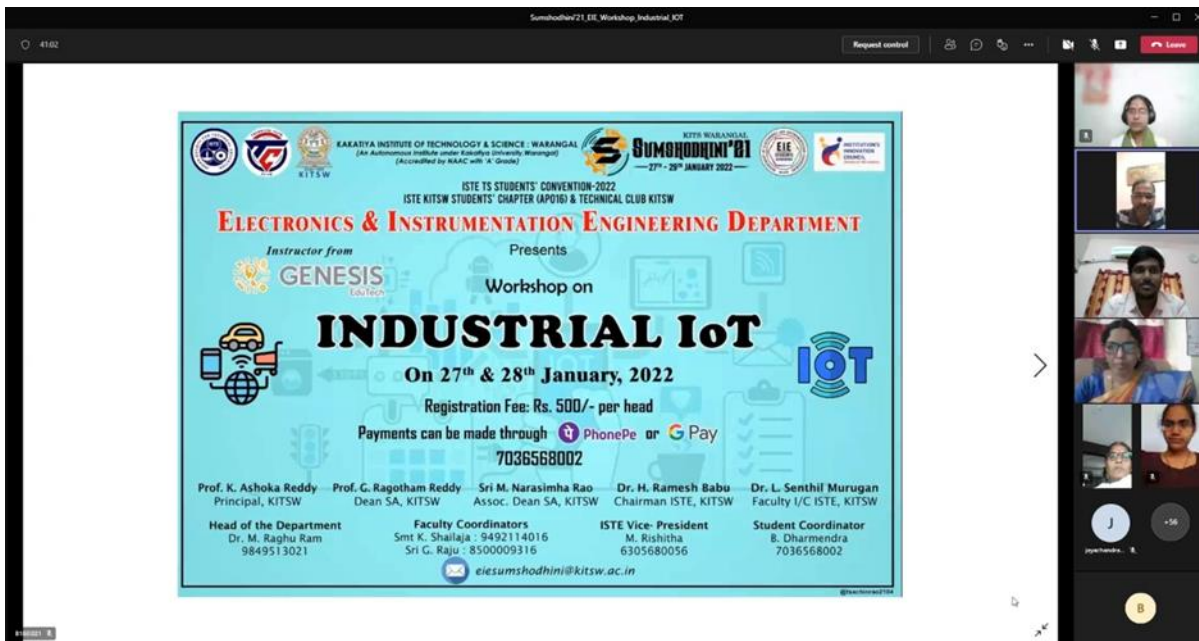 Sumshodhini'21_EIE_Workshop_Industrial_IOT
41:02
Request control
Leave
KITSW
KAKATIYA INSTITUTE OF TECHNOLOGY & SCIENCE : WARANGAL
(An Autonomous Institute under Kakatiya University, Warangal)
(Accredited by NAAC with 'A' Grade)
KITS WARANGAL
SUMSHODHINI'21
27th - 29th JANUARY 2022
EIE
INSTITUTION'S
INNOVATION
COUNCIL
ISTE TS STUDENTS' CONVENTION-2022
ISTE KITSW STUDENTS' CHAPTER (AP016) & TECHNICAL CLUB KITSW
ELECTRONICS & INSTRUMENTATION ENGINEERING DEPARTMENT
Instructor from
GENESIS
EduTech
Presents
Workshop on
INDUSTRIAL IoT
IOT
On 27th & 28th January, 2022
Registration Fee: Rs. 500/- per head
Payments can be made through PhonePe or G Pay
7036568002
Prof. K. Ashoka Reddy
Principal, KITSW
Prof. G. Ragotham Reddy
Dean SA, KITSW
Sri M. Narasimha Rao
Assoc. Dean SA, KITSW
Dr. H. Ramesh Babu
Chairman ISTE, KITSW
Dr. L. Senthil Murugan
Faculty I/C ISTE, KITSW
Head of the Department
Dr. M. Raghu Ram
9849513021
Faculty Coordinators
Smt K. Shailaja : 9492114016
Sri G. Raju : 8500009316
ISTE Vice- President
M. Rishitha
6305680056
Student Coordinator
B. Dharmendra
7036568002
eiesumshodhini@kitsw.ac.in
J
+56
B